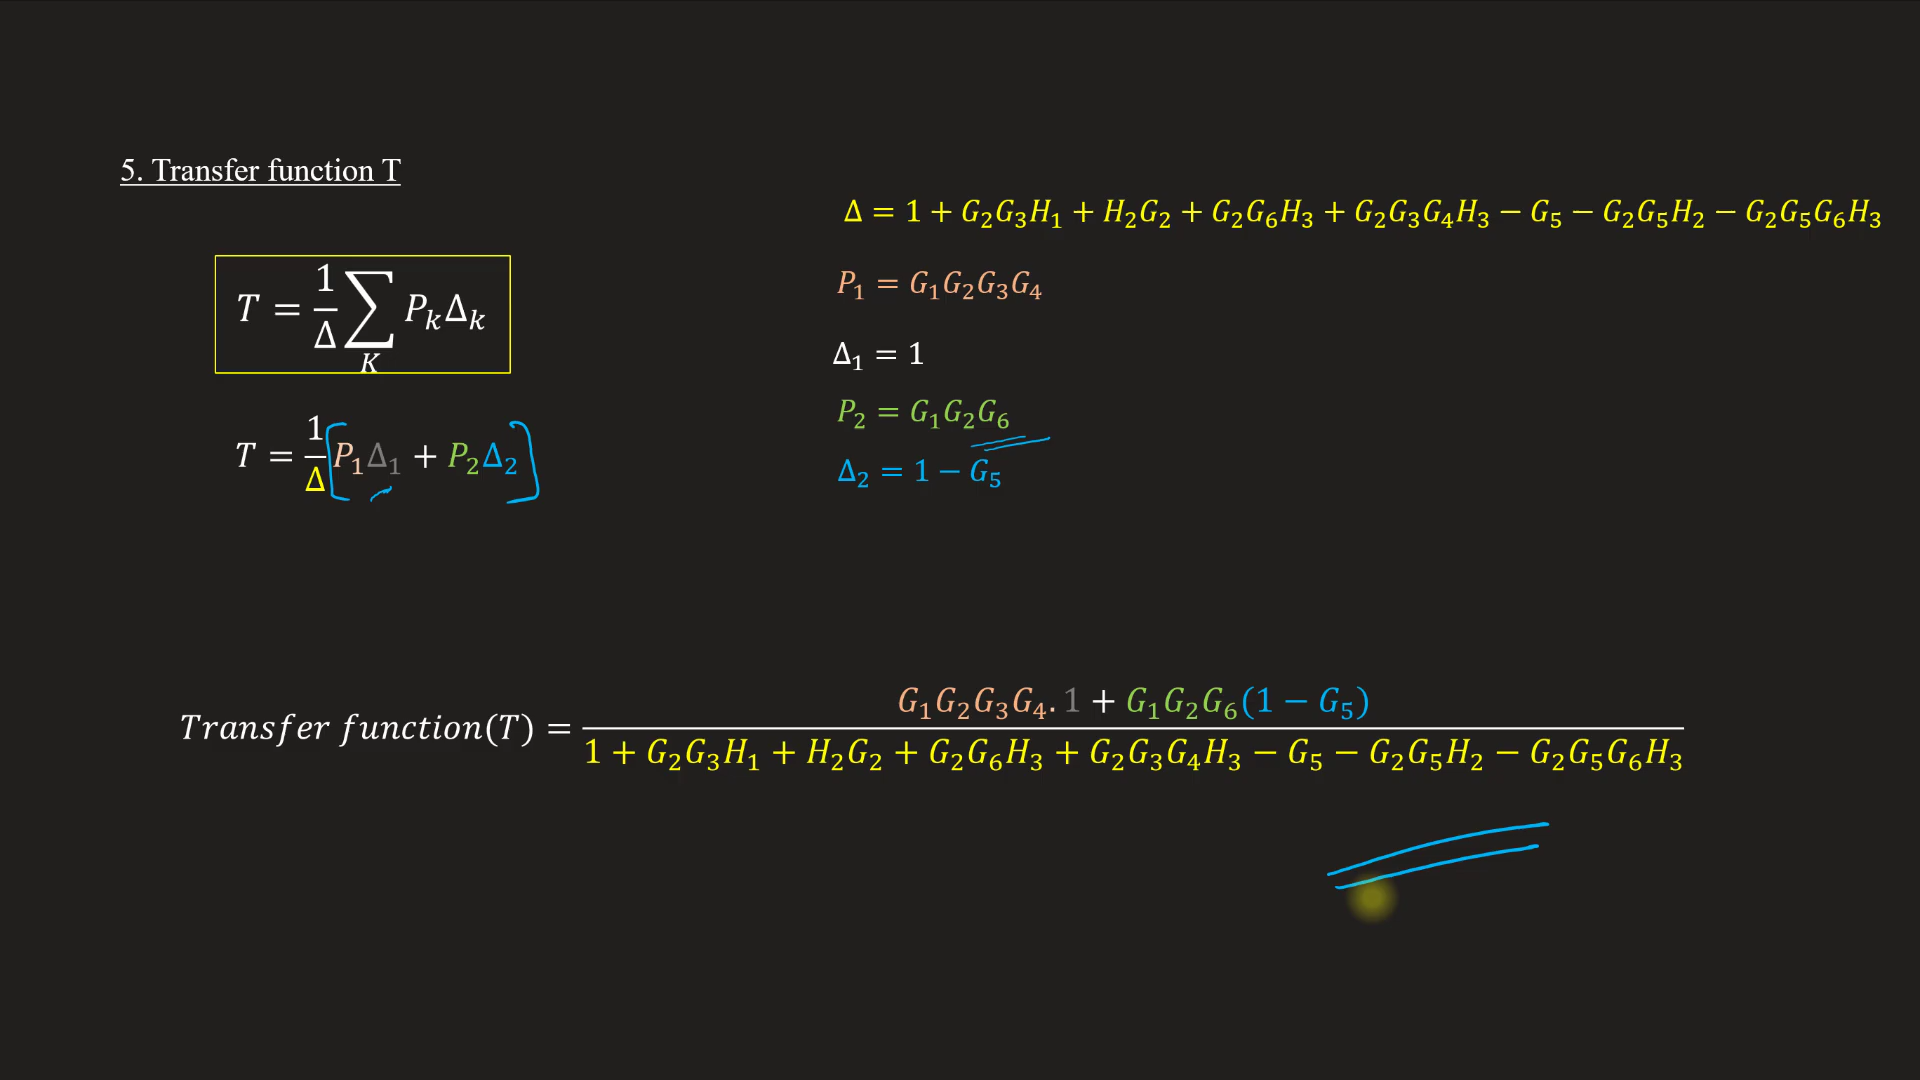 5. Transfer function T
Δ = 1 + G₂G₃H₁ + H₂G₂ + G₂G₆H₃ + G₂G₃G₄H₃ − G₅ − G₂G₅H₂ − G₂G₅G₆H₃
T = 1/Δ ∑_K P_kΔ_k
P₁ = G₁G₂G₃G₄
Δ₁ = 1
P₂ = G₁G₂G₆
T = 1/Δ [P₁Δ₁ + P₂Δ₂]
Δ₂ = 1 − G₅
G₁G₂G₃G₄.1 + G₁G₂G₆(1 − G₅)
Transfer function(T) =
1 + G₂G₃H₁ + H₂G₂ + G₂G₆H₃ + G₂G₃G₄H₃ − G₅ − G₂G₅H₂ − G₂G₅G₆H₃